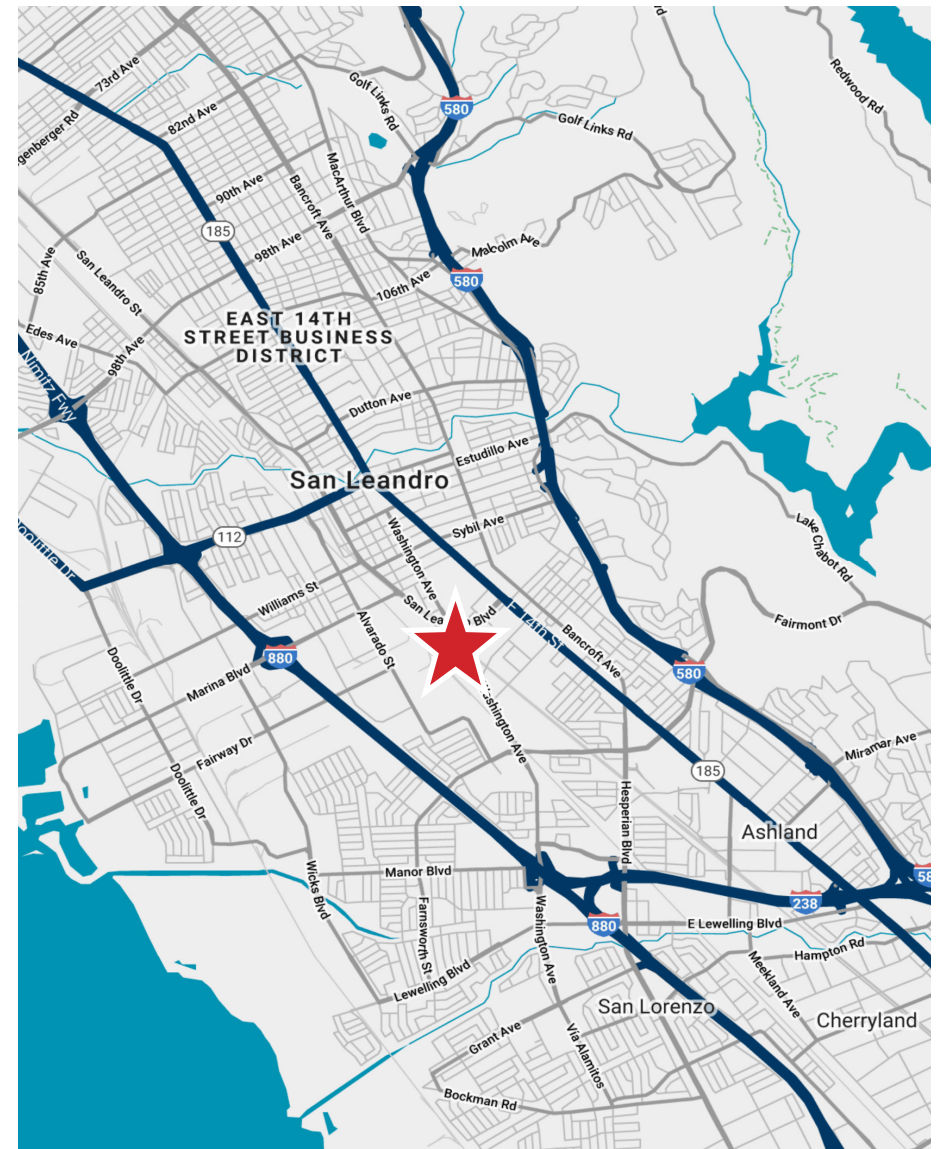 73rd Ave
Redwood Rd
Golf Links Rd
580
genberger Rd
82nd Ave
Golf Links Rd
MacArthur Blvd
90th Ave
Bancroft Ave
185
98th Ave
Malcolm Ave
85th Ave
San Leandro St
106th Ave
580
EAST 14TH
STREET BUSINESS
DISTRICT
Edes Ave
98th Ave
Nimitz Fwy
Dutton Ave
Estudillo Ave
San Leandro
Sybil Ave
Lake Chabot Rd
112
Washington Ave
Doolittle Dr
Williams St
San Lea
Blvd
E 14th St
Alvarado St
Bancroft Ave
Fairmont Dr
880
580
Doolittle Dr
Marina Blvd
Washington Ave
Fairway Dr
Miramar Ave
185
Doolittle Dr
Hesperian Blvd
Ashland
Manor Blvd
58
Wicks Blvd
238
Farnsworth St
Washington Ave
880
E Lewelling Blvd
Hampton Rd
Lewelling Blvd
Meekland Ave
San Lorenzo
Cherryland
Grant Ave
Via Alamitos
Bockman Rd